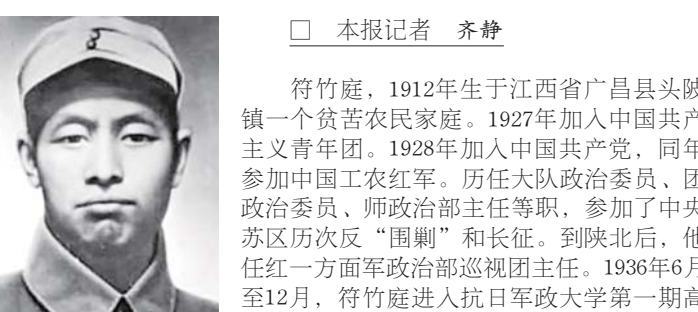 □ 本报记者 齐静
符竹庭，1912年生于江西省广昌县头陂
镇一个贫苦农民家庭。1927年加入中国共产
主义青年团。1928年加入中国共产党，同年
参加中国工农红军。历任大队政治委员、团
政治委员、师政治部主任等职，参加了中央
苏区历次反“围剿”和长征。到陕北后，他
任红一方面军政治部巡视团主任。1936年6月
至12月，符竹庭进入抗日军政大学第一期高